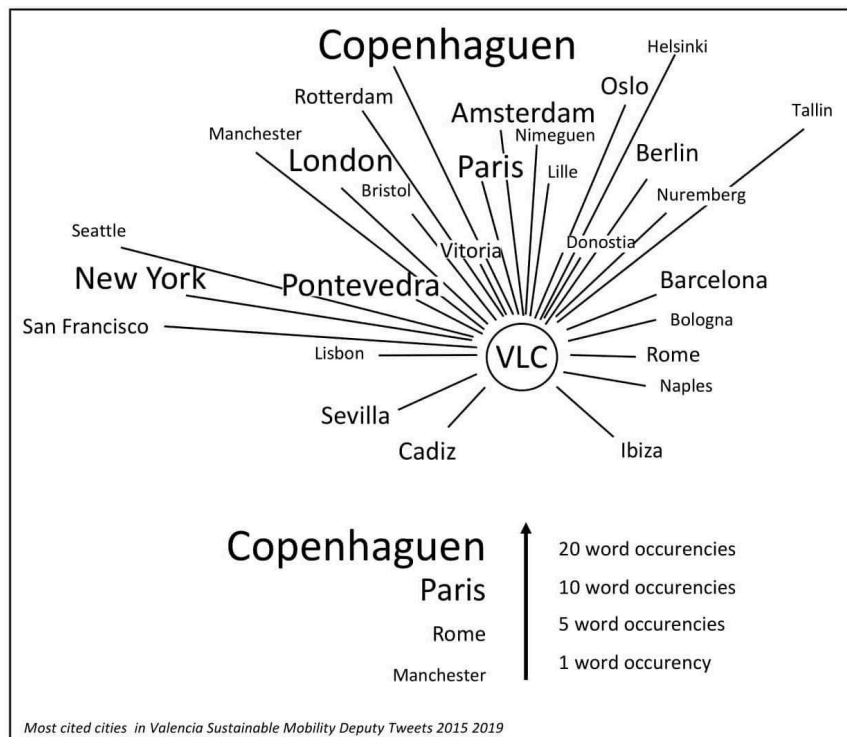 Copenhaguen
Helsinki
Rotterdam
Oslo
Amsterdam
Tallin
Manchester
Nimeguen
London
Paris
Lille
Berlin
Bristol
Nuremberg
Seattle
Vitoria
Donostia
New York
Pontevedra
Barcelona
San Francisco
Bologna
Lisbon
VLC
Rome
Naples
Sevilla
Cadiz
Ibiza
Copenhaguen 20 word occurencies
Paris 10 word occurencies
Rome 5 word occurencies
Manchester 1 word occurency
Most cited cities in Valencia Sustainable Mobility Deputy Tweets 2015 2019